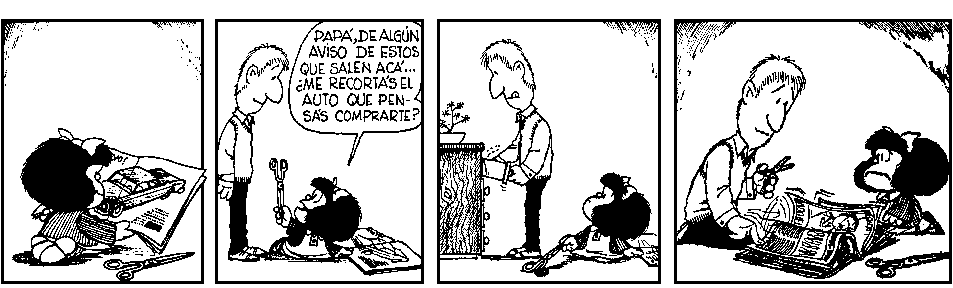 PAPÁ, DE ALGÚN
AVISO DE ESTOS
QUE SALEN ACÁ...
¿ME RECORTÁS EL
AUTO QUE PEN-
SÁS COMPRARTE?